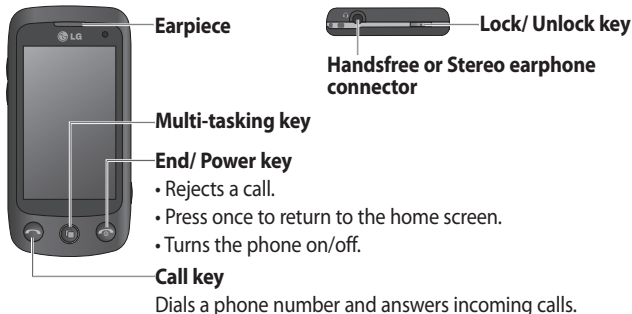 LG
Earpiece
Lock/ Unlock key
Handsfree or Stereo earphone
connector
Multi-tasking key
End/ Power key
• Rejects a call.
• Press once to return to the home screen.
• Turns the phone on/off.
Call key
Dials a phone number and answers incoming calls.